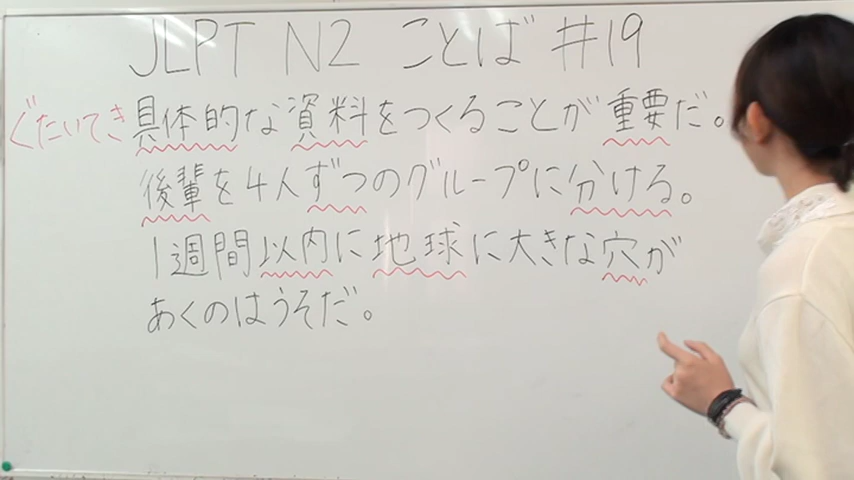 JLPT N2 ことば #19
ぐたいてき 具体的な資料をつくることが重要だ。
後輩を4人ずつのグループに分ける。
1週間以内に地球に大きな穴が
あくのはうそだ。